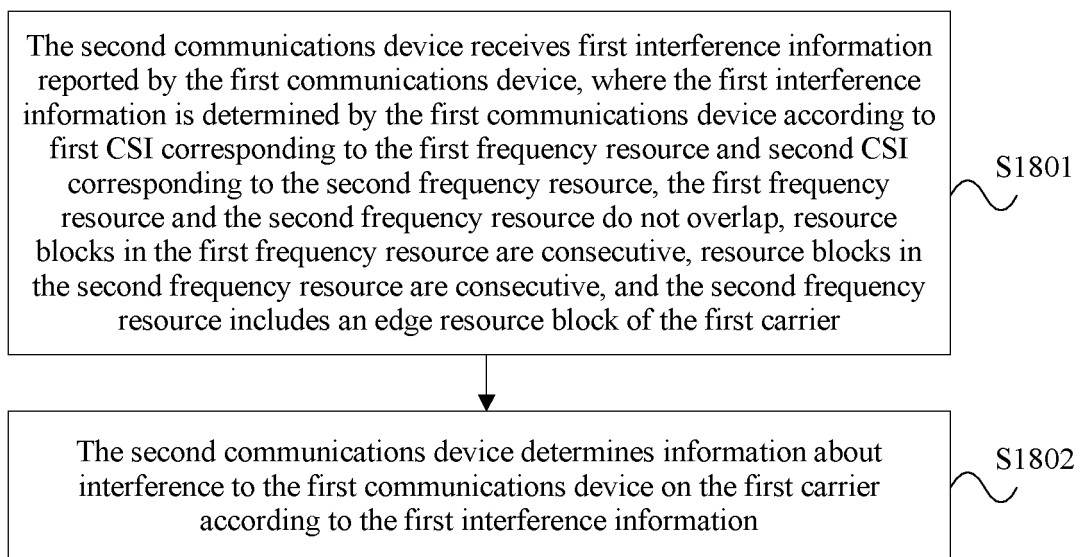 The second communications device receives first interference information
reported by the first communications device, where the first interference
information is determined by the first communications device according to
first CSI corresponding to the first frequency resource and second CSI
corresponding to the second frequency resource, the first frequency
resource and the second frequency resource do not overlap, resource
blocks in the first frequency resource are consecutive, resource blocks in
the second frequency resource are consecutive, and the second frequency
resource includes an edge resource block of the first carrier
S1801
The second communications device determines information about
interference to the first communications device on the first carrier
according to the first interference information
S1802